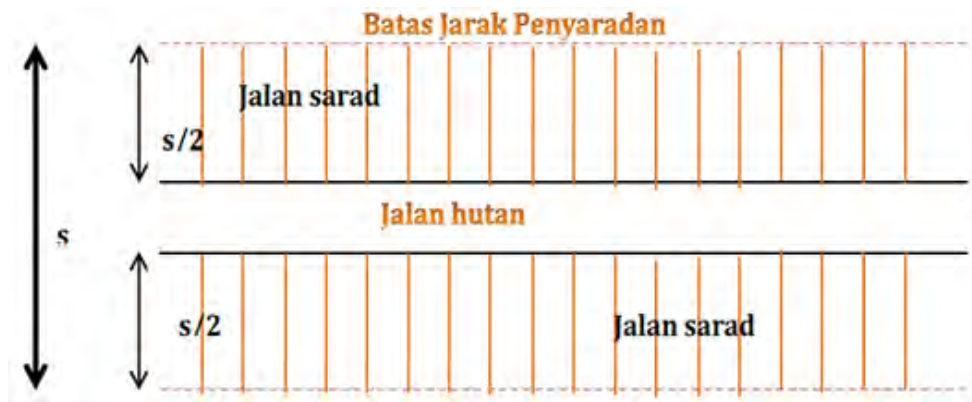 Batas Jarak Penyaradan
Jalan sarad
s/2
Jalan hutan
s
s/2
Jalan sarad